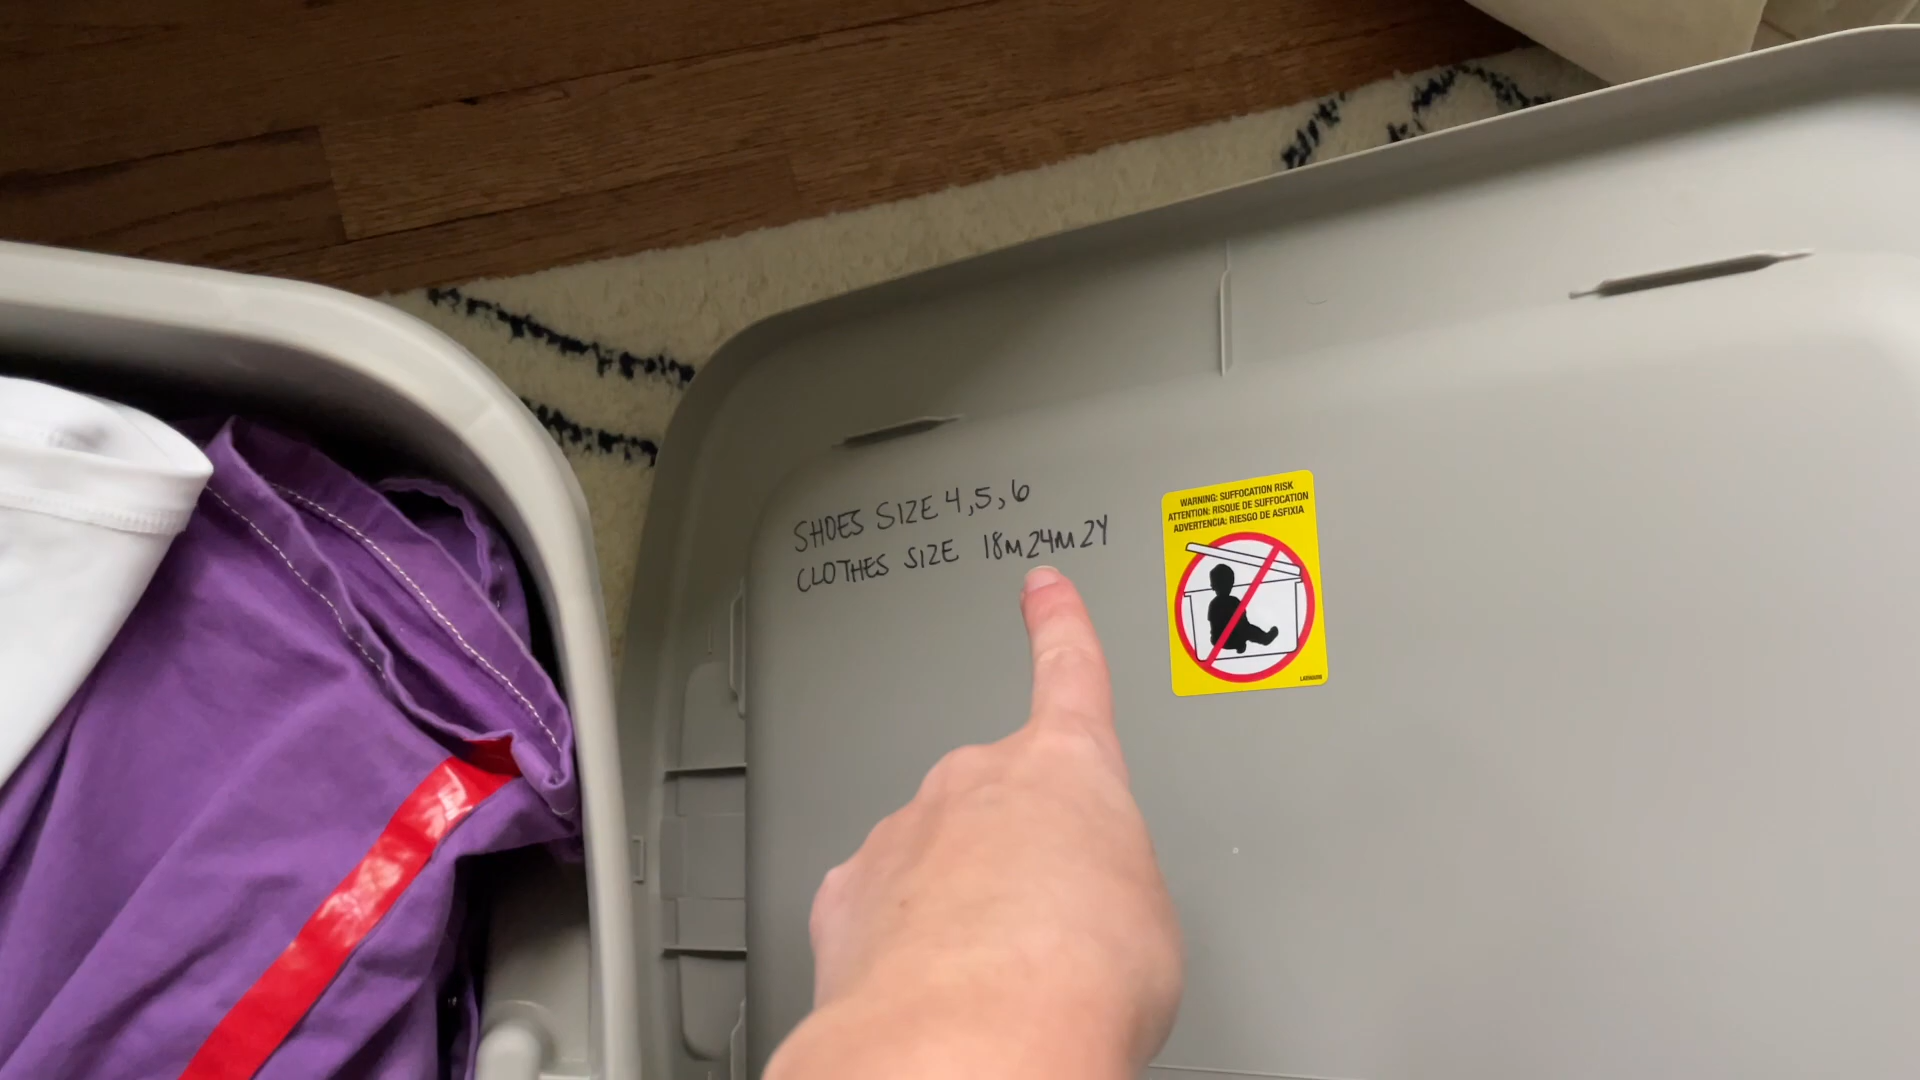 SHOES SIZE 4,5,6
CLOTHES SIZE 18M 24M 2Y
WARNING: SUFFOCATION RISK
ATTENTION: RISQUE DE SUFFOCATION
ADVERTENCIA: RIESGO DE ASFIXIA